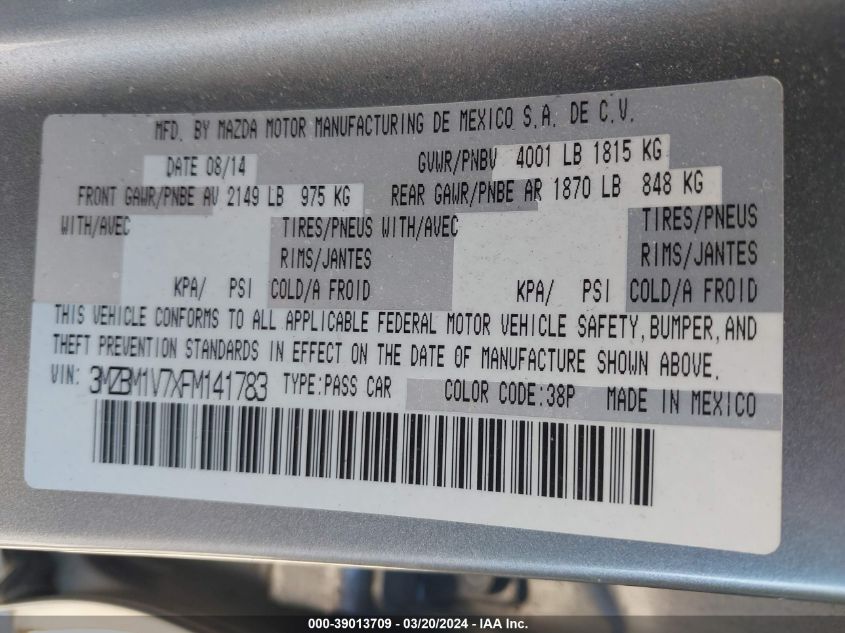 MFD. BY MAZDA MOTOR MANUFACTURING DE MEXICO S.A. DE C.V.
DATE 08/14 GVWR/PNBV 4001 LB 1815 KG
FRONT GAWR/PNBE AV 2149 LB 975 KG REAR GAWR/PNBE AR 1870 LB 848 KG
WITH/AVEC TIRES/PNEUS WITH/AVEC TIRES/PNEUS
RIMS/JANTES RIMS/JANTES
KPA/ PSI COLD/A FROID KPA/ PSI COLD/A FROID
THIS VEHICLE CONFORMS TO ALL APPLICABLE FEDERAL MOTOR VEHICLE SAFETY, BUMPER, AND
THEFT PREVENTION STANDARDS IN EFFECT ON THE DATE OF MANUFACTURE SHOWN ABOVE.
VIN: 3MZBM1V7XFM141783 TYPE:PASS CAR COLOR CODE:38P MADE IN MEXICO
000-39013709 - 03/20/2024 - IAA Inc.